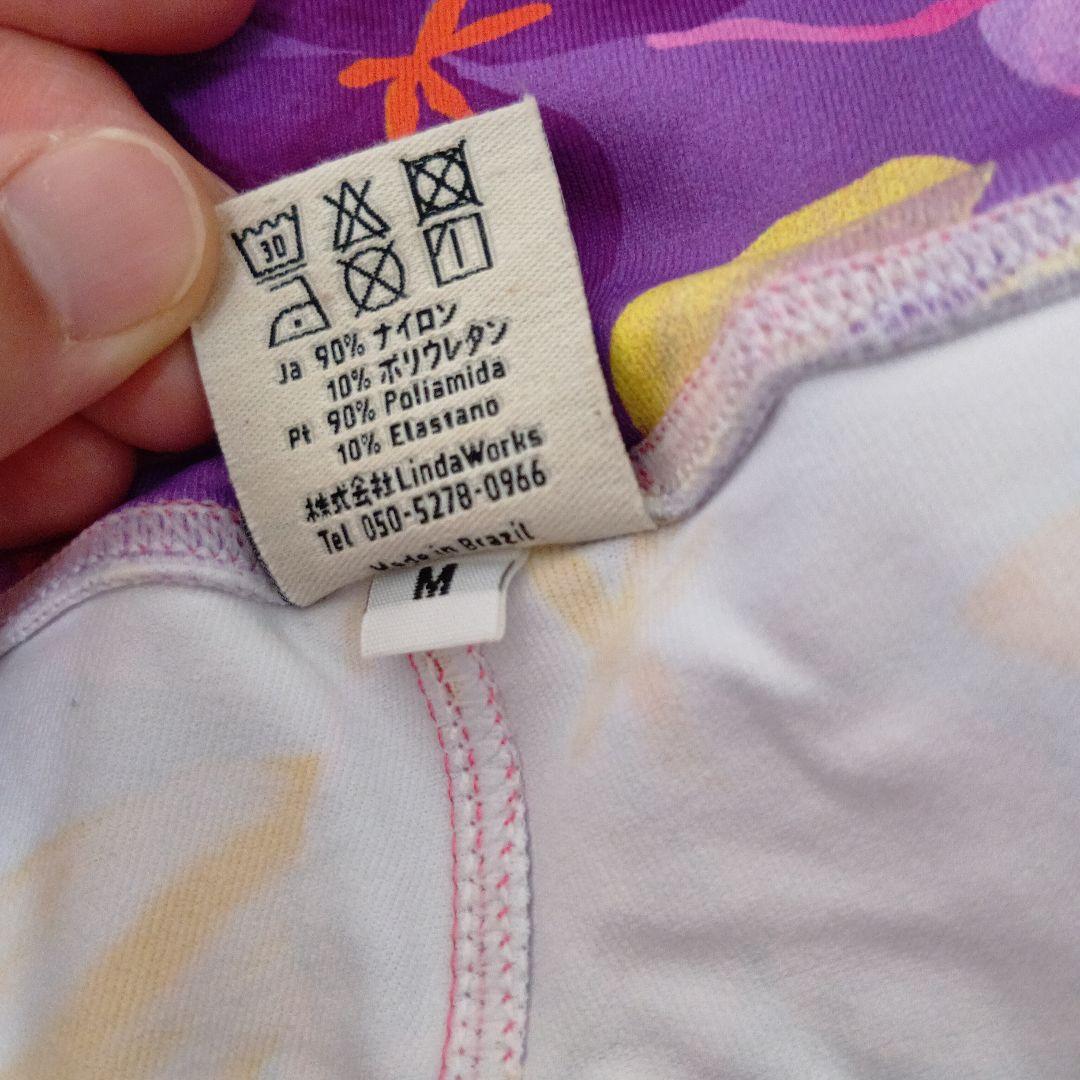 30
Ja 90% ナイロン
10% ポリウレタン
Pt 90% Poliamida
10% Elastano
株式会社LindaWorks
Tel 050-5278-0966
Made in Brazil
M